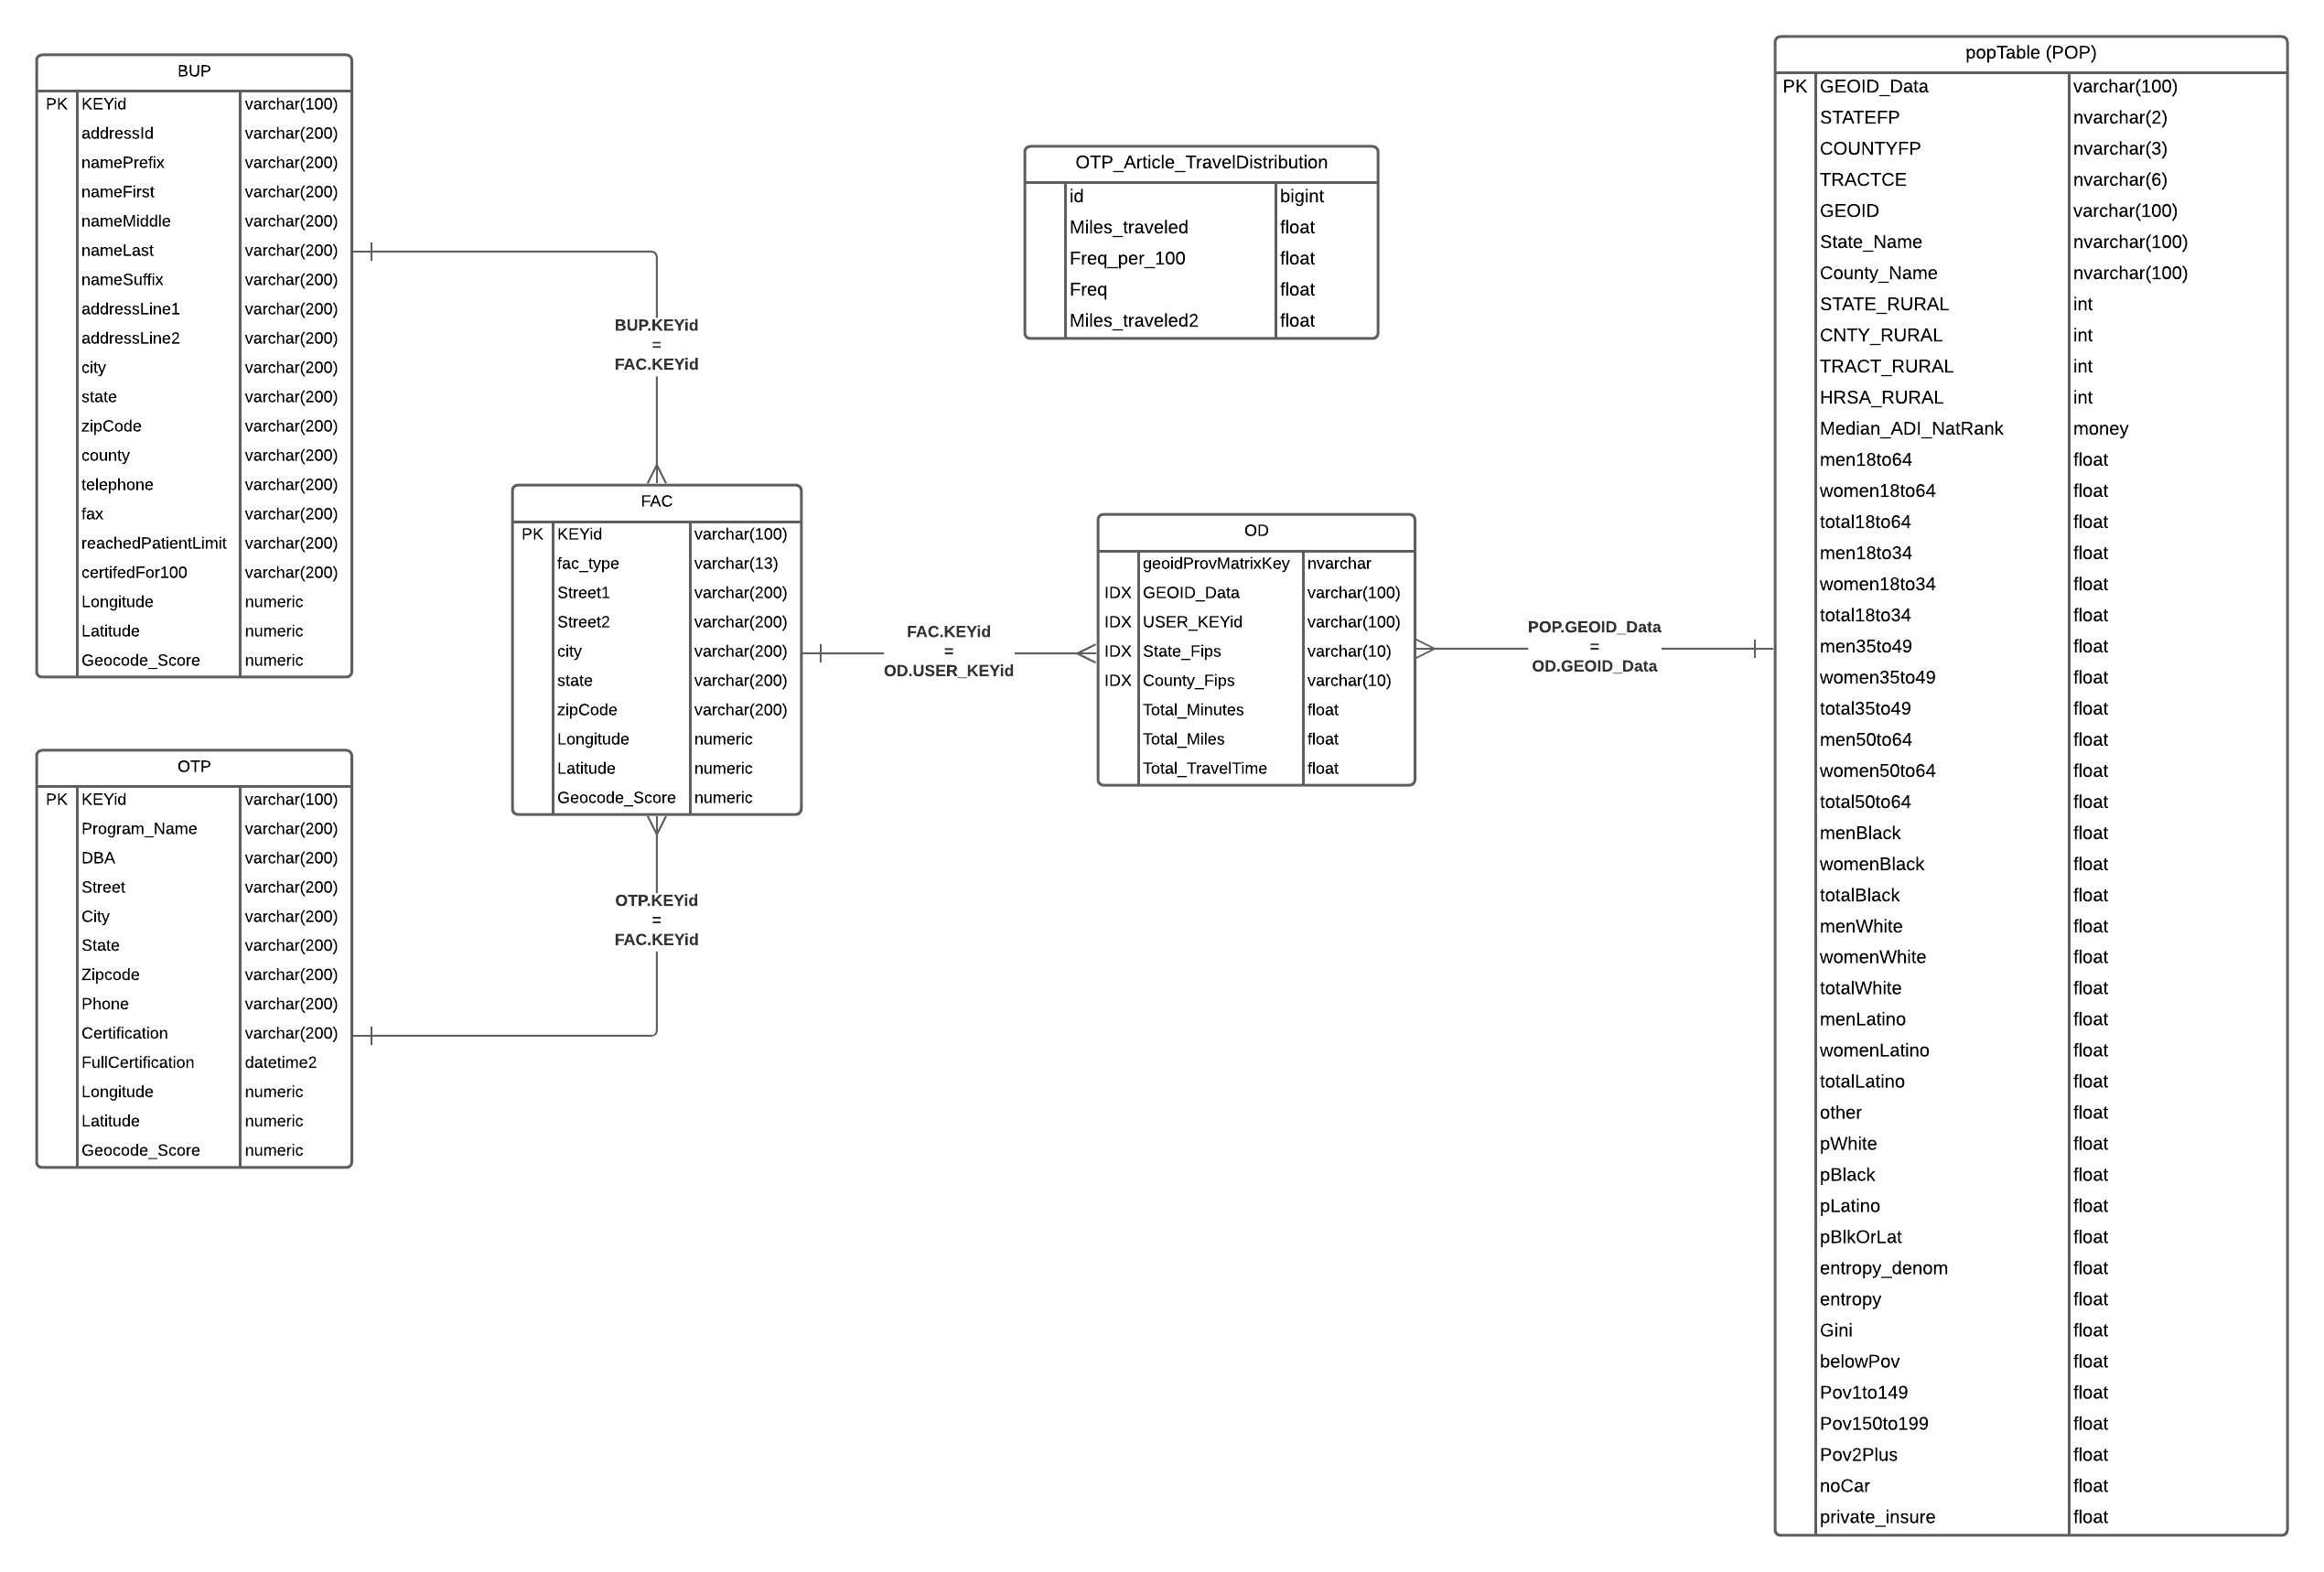 BUP
PK KEYid varchar(100)
addressId varchar(200)
namePrefix varchar(200)
nameFirst varchar(200)
nameMiddle varchar(200)
nameLast varchar(200)
nameSuffix varchar(200)
addressLine1 varchar(200)
addressLine2 varchar(200)
city varchar(200)
state varchar(200)
zipCode varchar(200)
county varchar(200)
telephone varchar(200)
fax varchar(200)
reachedPatientLimit varchar(200)
certifedFor100 varchar(200)
Longitude numeric
Latitude numeric
Geocode_Score numeric
OTP
PK KEYid varchar(100)
Program_Name varchar(200)
DBA varchar(200)
Street varchar(200)
City varchar(200)
State varchar(200)
Zipcode varchar(200)
Phone varchar(200)
Certification varchar(200)
FullCertification datetime2
Longitude numeric
Latitude numeric
Geocode_Score numeric
BUP.KEYid
=
FAC.KEYid
FAC
PK KEYid varchar(100)
fac_type varchar(13)
Street1 varchar(200)
Street2 varchar(200)
city varchar(200)
state varchar(200)
zipCode varchar(200)
Longitude numeric
Latitude numeric
Geocode_Score numeric
OTP.KEYid
=
FAC.KEYid
FAC.KEYid
=
OD.USER_KEYid
OTP_Article_TravelDistribution
id bigint
Miles_traveled float
Freq_per_100 float
Freq float
Miles_traveled2 float
OD
geoidProvMatrixKey nvarchar
IDX GEOID_Data varchar(100)
IDX USER_KEYid varchar(100)
IDX State_Fips varchar(10)
IDX County_Fips varchar(10)
Total_Minutes float
Total_Miles float
Total_TravelTime float
POP.GEOID_Data
=
OD.GEOID_Data
popTable (POP)
PK GEOID_Data varchar(100)
STATEFP nvarchar(2)
COUNTYFP nvarchar(3)
TRACTCE nvarchar(6)
GEOID varchar(100)
State_Name nvarchar(100)
County_Name nvarchar(100)
STATE_RURAL int
CNTY_RURAL int
TRACT_RURAL int
HRSA_RURAL int
Median_ADI_NatRank money
men18to64 float
women18to64 float
total18to64 float
men18to34 float
women18to34 float
total18to34 float
men35to49 float
women35to49 float
total35to49 float
men50to64 float
women50to64 float
total50to64 float
menBlack float
womenBlack float
totalBlack float
menWhite float
womenWhite float
totalWhite float
menLatino float
womenLatino float
totalLatino float
other float
pWhite float
pBlack float
pLatino float
pBlkOrLat float
entropy_denom float
entropy float
Gini float
belowPov float
Pov1to149 float
Pov150to199 float
Pov2Plus float
noCar float
private_insure float